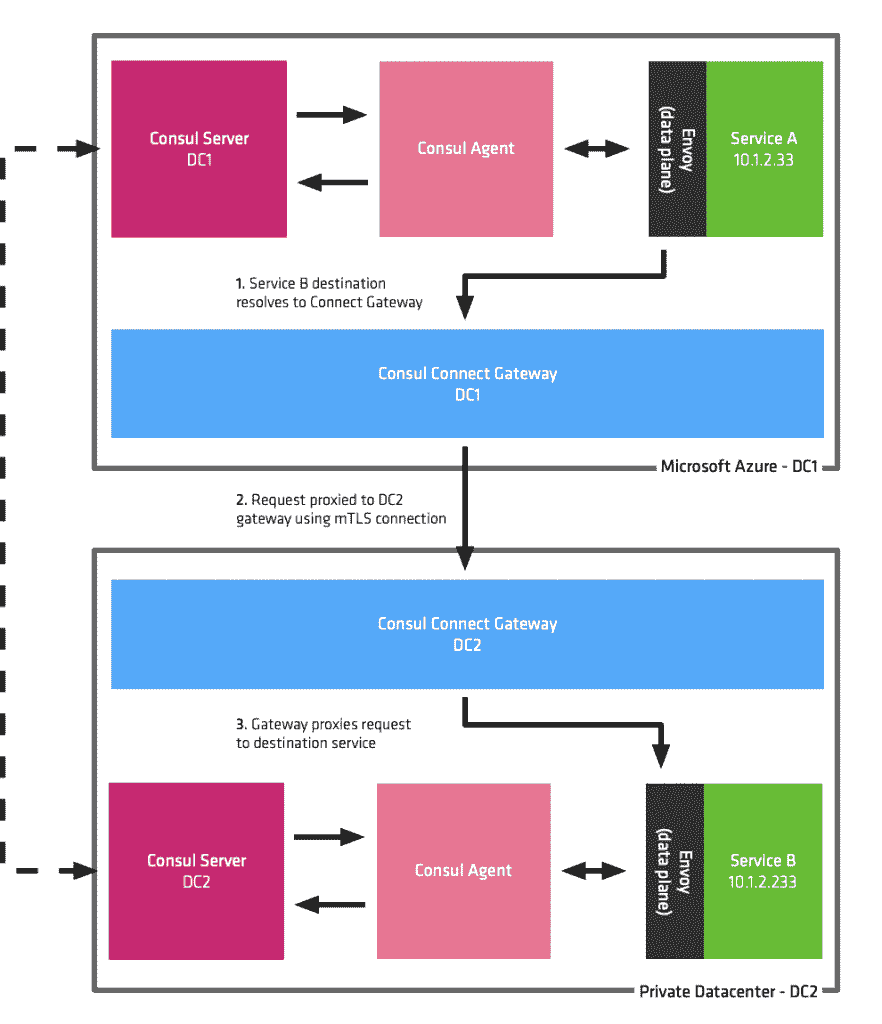 Consul Server
DC1
Consul Agent
Envoy
(data plane)
Service A
10.1.2.33
1. Service B destination
resolves to Connect Gateway
Consul Connect Gateway
DC1
Microsoft Azure - DC1
2. Request proxied to DC2
gateway using mTLS connection
Consul Connect Gateway
DC2
3. Gateway proxies request
to destination service
Consul Server
DC2
Consul Agent
Envoy
(data plane)
Service B
10.1.2.233
Private Datacenter - DC2